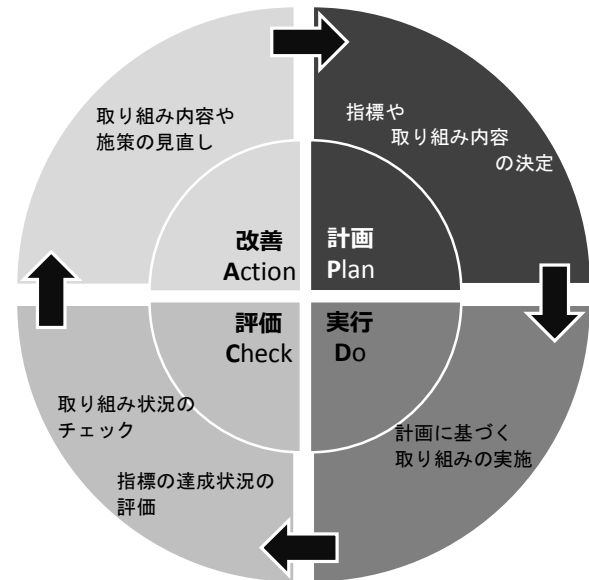 取り組み内容や
施策の見直し
改善
Action
指標や
取り組み内容
の決定
計画
Plan
実行
Do
計画に基づく
取り組みの実施
評価
Check
取り組み状況の
チェック
指標の達成状況の
評価